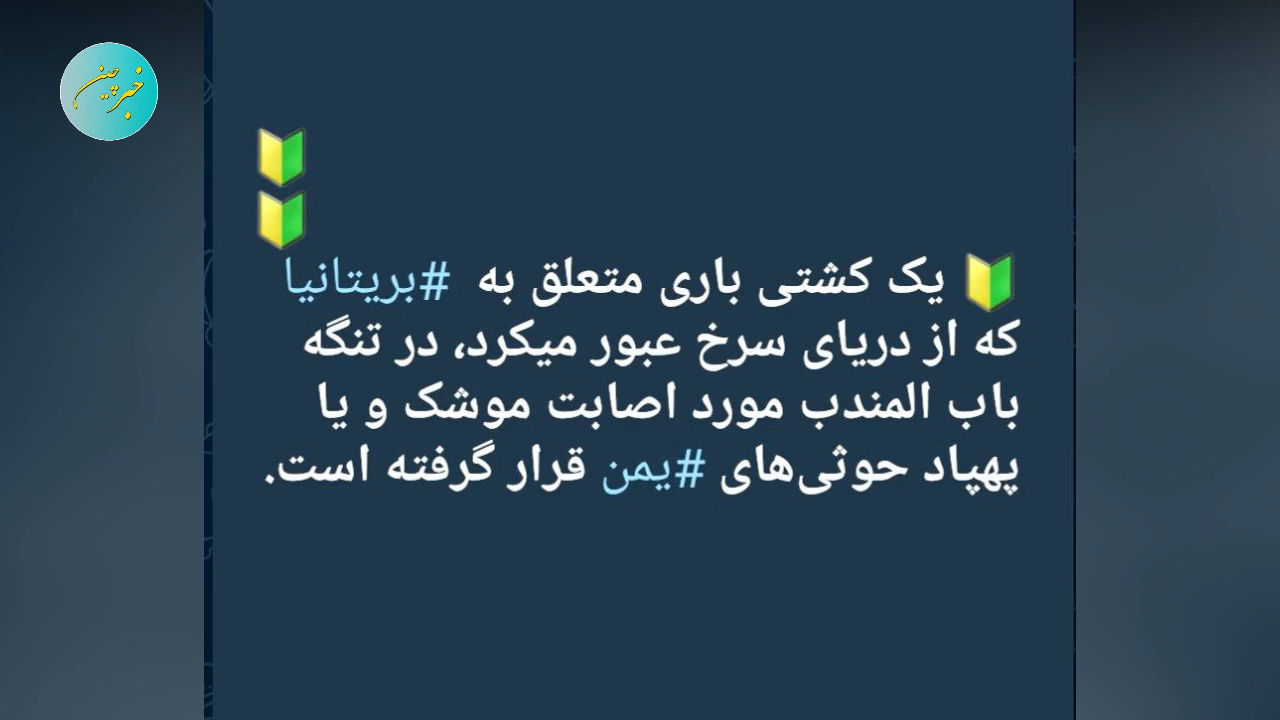 خبرچین
🔰
🔰
🔰 یک کشتی باری متعلق به #بریتانیا
که از دریای سرخ عبور میکرد، در تنگه
باب المندب مورد اصابت موشک و یا
پهپاد حوثی‌های #یمن قرار گرفته است.